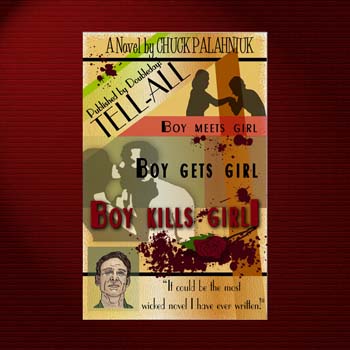 A Novel by CHUCK PALAHNIUK
Published by Doubleday:
TELL-ALL
BOY MEETS GIRL
BOY GETS GIRL
BOY KILLS GIRL!
"It could be the most
wicked novel I have ever written."